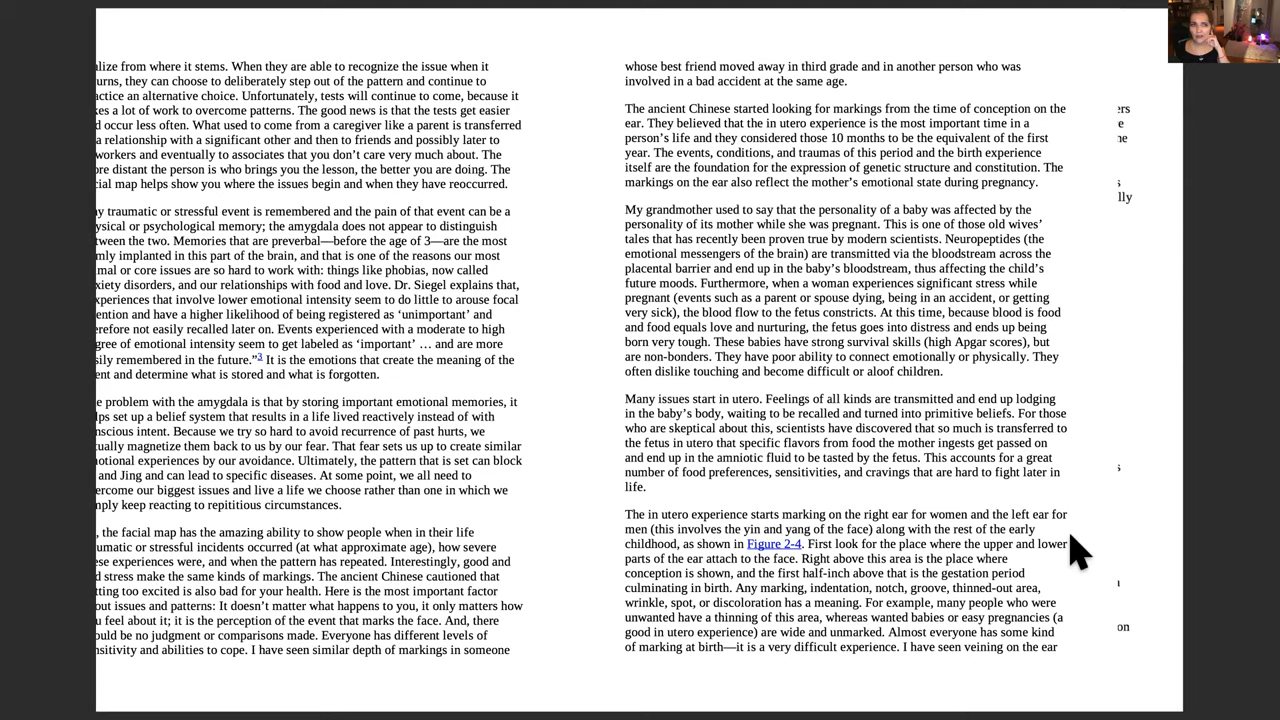 alize from where it stems. When they are able to recognize the issue when it
urns, they can choose to deliberately step out of the pattern and continue to
actice an alternative choice. Unfortunately, tests will continue to come, because it
kes a lot of work to overcome patterns. The good news is that the tests get easier
d occur less often. What used to come from a caregiver like a parent is transferred
a relationship with a significant other and then to friends and possibly later to
workers and eventually to associates that you don’t care very much about. The
ore distant the person is who brings you the lesson, the better you are doing. The
cial map helps show you where the issues begin and when they have reoccurred.
y traumatic or stressful event is remembered and the pain of that event can be a
ysical or psychological memory; the amygdala does not appear to distinguish
tween the two. Memories that are preverbal—before the age of 3—are the most
mly implanted in this part of the brain, and that is one of the reasons our most
mal or core issues are so hard to work with: things like phobias, now called
xiety disorders, and our relationships with food and love. Dr. Siegel explains that,
xperiences that involve lower emotional intensity seem to do little to arouse focal
ention and have a higher likelihood of being registered as ‘unimportant’ and
erefore not easily recalled later on. Events experienced with a moderate to high
gree of emotional intensity seem to get labeled as ‘important’ … and are more
sily remembered in the future.”3 It is the emotions that create the meaning of the
ent and determine what is stored and what is forgotten.
e problem with the amygdala is that by storing important emotional memories, it
lps set up a belief system that results in a life lived reactively instead of with
nscious intent. Because we try so hard to avoid recurrence of past hurts, we
tually magnetize them back to us by our fear. That fear sets us up to create similar
otional experiences by our avoidance. Ultimately, the pattern that is set can block
and Jing and can lead to specific diseases. At some point, we all need to
ercome our biggest issues and live a life we choose rather than one in which we
mply keep reacting to repititious circumstances.
, the facial map has the amazing ability to show people when in their life
umatic or stressful incidents occurred (at what approximate age), how severe
ese experiences were, and when the pattern has repeated. Interestingly, good and
d stress make the same kinds of markings. The ancient Chinese cautioned that
tting too excited is also bad for your health. Here is the most important factor
out issues and patterns: It doesn’t matter what happens to you, it only matters how
u feel about it; it is the perception of the event that marks the face. And, there
ould be no judgment or comparisons made. Everyone has different levels of
nsitivity and abilities to cope. I have seen similar depth of markings in someone
whose best friend moved away in third grade and in another person who was
involved in a bad accident at the same age.
The ancient Chinese started looking for markings from the time of conception on the
ear. They believed that the in utero experience is the most important time in a
person’s life and they considered those 10 months to be the equivalent of the first
year. The events, conditions, and traumas of this period and the birth experience
itself are the foundation for the expression of genetic structure and constitution. The
markings on the ear also reflect the mother’s emotional state during pregnancy.
My grandmother used to say that the personality of a baby was affected by the
personality of its mother while she was pregnant. This is one of those old wives’
tales that has recently been proven true by modern scientists. Neuropeptides (the
emotional messengers of the brain) are transmitted via the bloodstream across the
placental barrier and end up in the baby’s bloodstream, thus affecting the child’s
future moods. Furthermore, when a woman experiences significant stress while
pregnant (events such as a parent or spouse dying, being in an accident, or getting
very sick), the blood flow to the fetus constricts. At this time, because blood is food
and food equals love and nurturing, the fetus goes into distress and ends up being
born very tough. These babies have strong survival skills (high Apgar scores), but
are non-bonders. They have poor ability to connect emotionally or physically. They
often dislike touching and become difficult or aloof children.
Many issues start in utero. Feelings of all kinds are transmitted and end up lodging
in the baby’s body, waiting to be recalled and turned into primitive beliefs. For those
who are skeptical about this, scientists have discovered that so much is transferred to
the fetus in utero that specific flavors from food the mother ingests get passed on
and end up in the amniotic fluid to be tasted by the fetus. This accounts for a great
number of food preferences, sensitivities, and cravings that are hard to fight later in
life.
The in utero experience starts marking on the right ear for women and the left ear for
men (this involves the yin and yang of the face) along with the rest of the early
childhood, as shown in Figure 2-4. First look for the place where the upper and lower
parts of the ear attach to the face. Right above this area is the place where
conception is shown, and the first half-inch above that is the gestation period
culminating in birth. Any marking, indentation, notch, groove, thinned-out area,
wrinkle, spot, or discoloration has a meaning. For example, many people who were
unwanted have a thinning of this area, whereas wanted babies or easy pregnancies (a
good in utero experience) are wide and unmarked. Almost everyone has some kind
of marking at birth—it is a very difficult experience. I have seen veining on the ear
ers
e
ne
s
lly
s
n
on